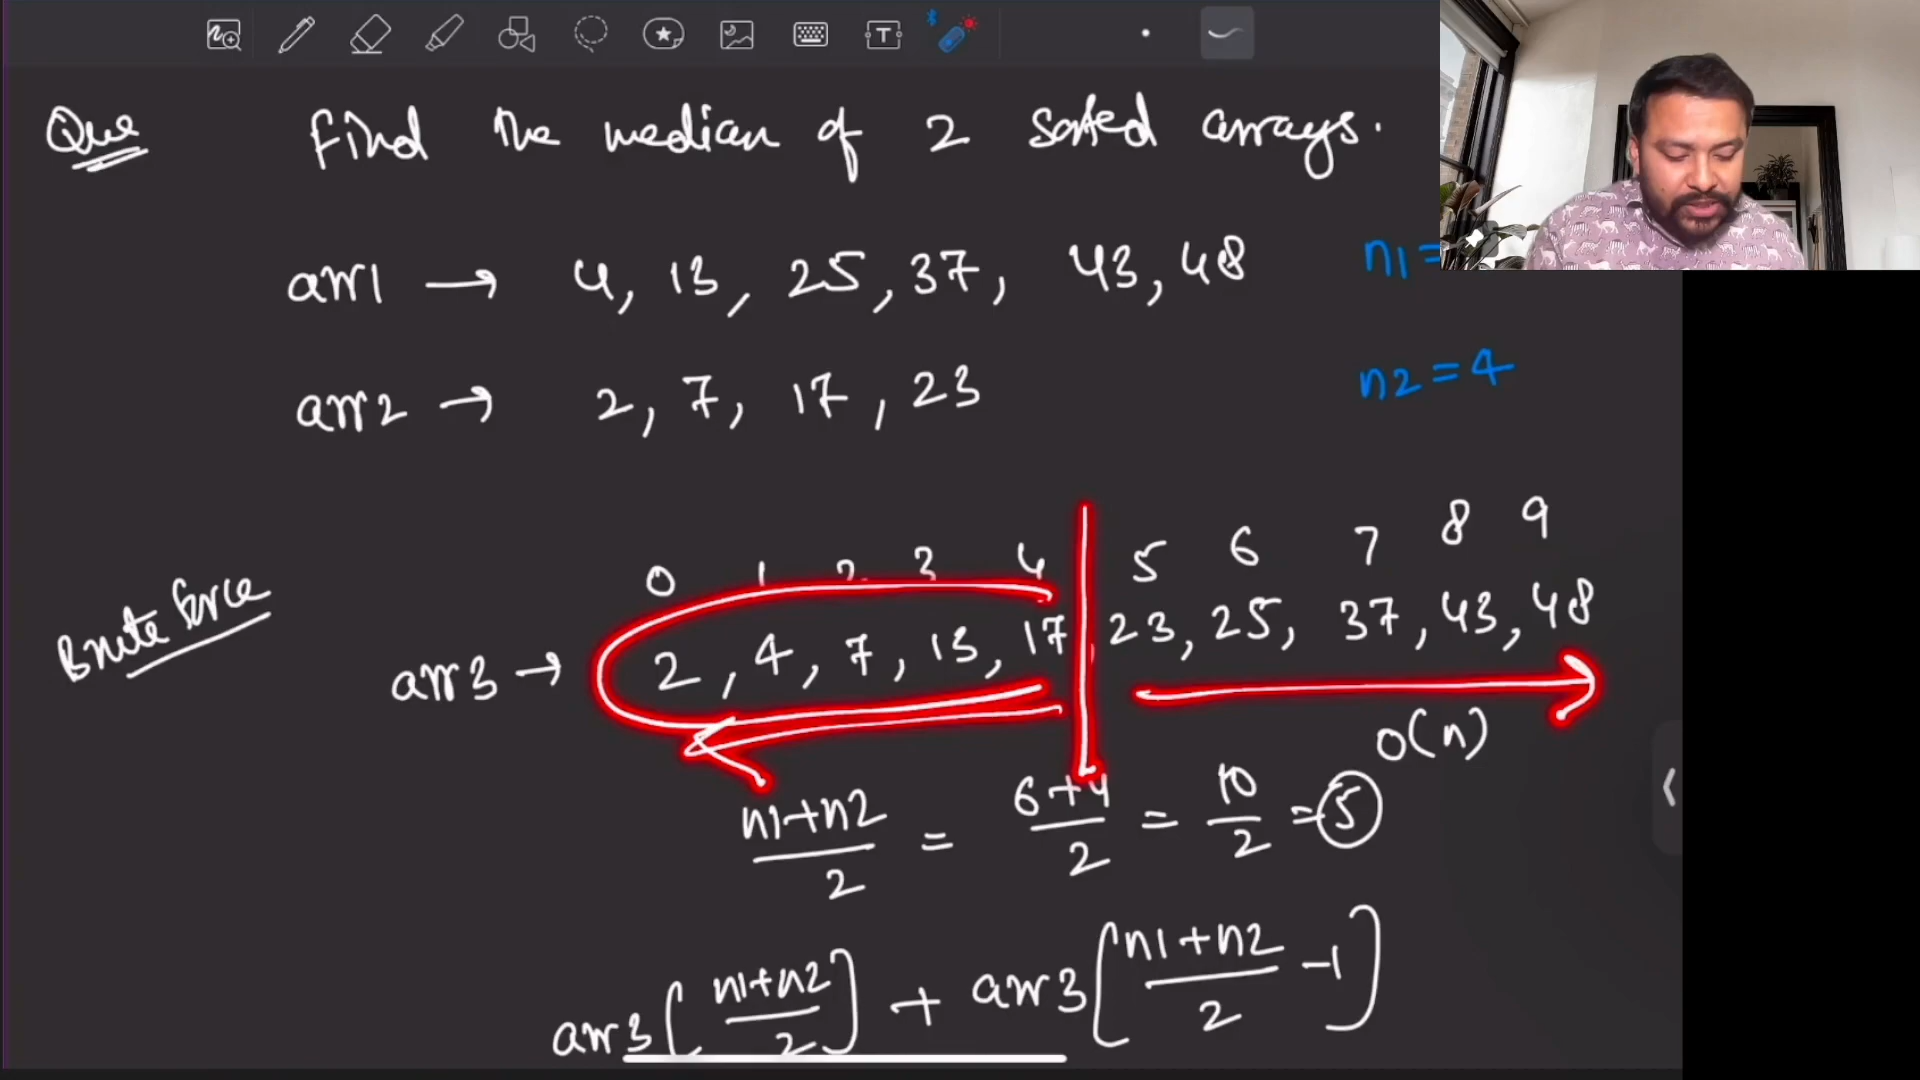 Que Find the median of 2 sorted arrays.
arr1 → 4, 13, 25, 37, 43, 48 n1=
arr2 → 2, 7, 17, 23 n2=4
0 1 2 3 4 5 6 7 8 9
Brute force
arr3 → 2, 4, 7, 13, 17 23, 25, 37, 43, 48
O(n)
n1+n2/2 = 6+4/2 = 10/2 = 5
arr3[n1+n2/2] + arr3[n1+n2/2 -1]